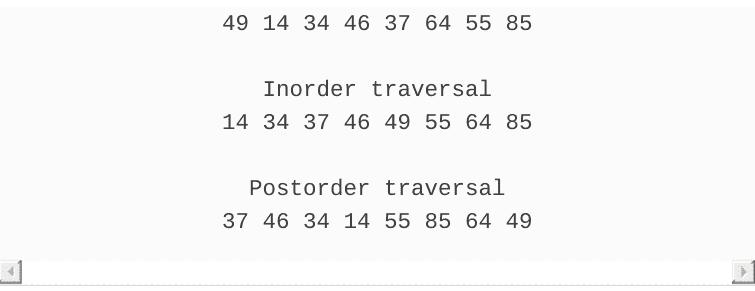 49 14 34 46 37 64 55 85
Inorder traversal
14 34 37 46 49 55 64 85
Postorder traversal
37 46 34 14 55 85 64 49